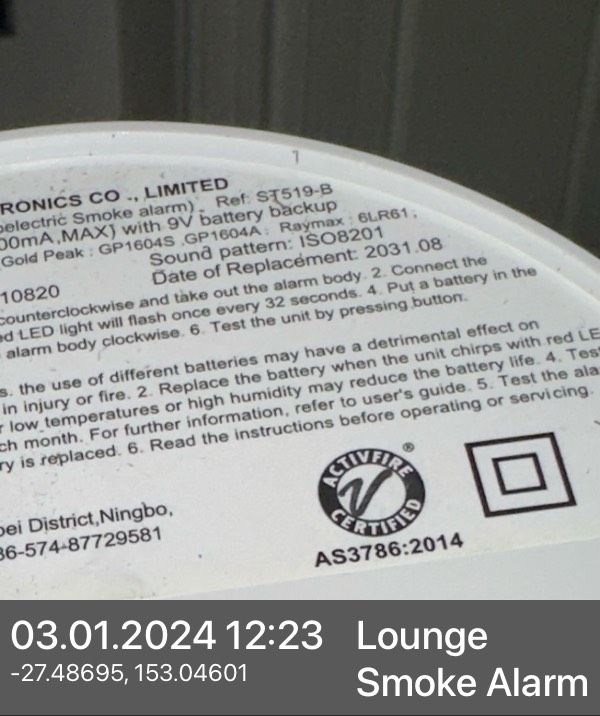 RONICS CO ., LIMITED
oelectric Smoke alarm) . Ref: ST519-B
00mA,MAX) with 9V battery backup
Gold Peak : GP1604S ,GP1604A : Raymax : 6LR61 ;
Sound pattern: ISO8201
Date of Replacement: 2031.08
10820
counterclockwise and take out the alarm body. 2. Connect the
ed LED light will flash once every 32 seconds. 4. Put a battery in the
alarm body clockwise. 6. Test the unit by pressing button.
s. the use of different batteries may have a detrimental effect on
in injury or fire. 2. Replace the battery when the unit chirps with red LE
r low temperatures or high humidity may reduce the battery life. 4. Test
ch month. For further information, refer to user's guide. 5. Test the ala
ry is replaced. 6. Read the instructions before operating or servicing.
ACTIVFIRE ®
CERTIFIED
bei District,Ningbo,
86-574-87729581
AS3786:2014
03.01.2024 12:23
-27.48695, 153.04601
Lounge
Smoke Alarm